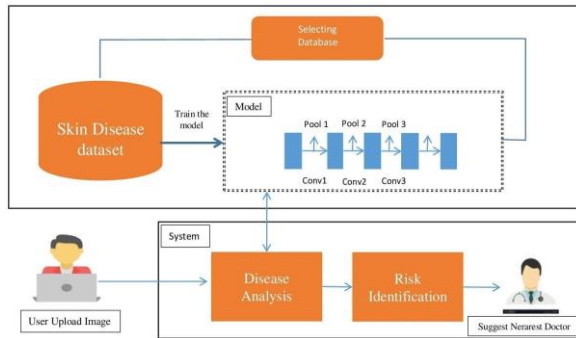 Selecting
Database
Skin Disease
dataset
Train the
model
Model
Pool 1 Pool 2 Pool 3
Conv1 Conv2 Conv3
System
Disease
Analysis
Risk
Identification
User Upload Image
Suggest Nerarest Doctor